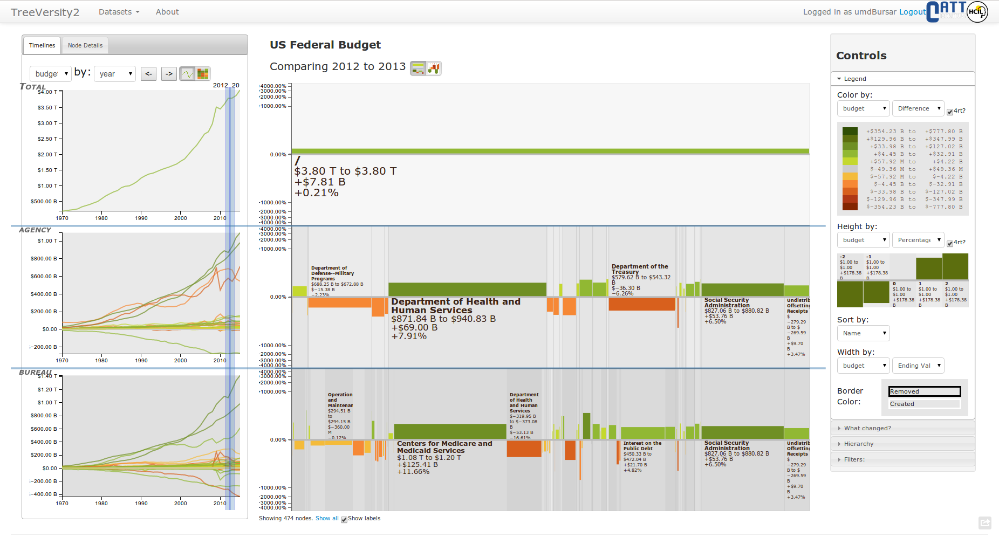 TreeVersity2
Datasets
About
Logged in as umdBursar Logout
CATT
HCIL
Timelines
Node Details
budge
by:
year
<-
->
2012 20
TOTAL
$4.00 T
$3.50 T
$3.00 T
$2.50 T
$2.00 T
$1.50 T
$1.00 T
$500.00 B
1970 1980 1990 2000 2010
AGENCY
$1.00 T
$800.00 B
$600.00 B
$400.00 B
$200.00 B
$0.00
$−200.00 B
1970 1980 1990 2000 2010
BUREAU
$1.40 T
$1.20 T
$1.00 T
$800.00 B
$600.00 B
$400.00 B
$200.00 B
$0.00
$−200.00 B
$−400.00 B
1970 1980 1990 2000 2010
US Federal Budget
Comparing 2012 to 2013
+4000.00%
+3000.00%
+2000.00%
+1000.00%
0.00%
-1000.00%
-2000.00%
-3000.00%
-4000.00%
/
$3.80 T to $3.80 T
+$7.81 B
+0.21%
+4000.00%
+3000.00%
+2000.00%
+1000.00%
0.00%
-1000.00%
-2000.00%
-3000.00%
-4000.00%
Department of
Defense--Military
Programs
$688.25 B to $672.88 B
$−15.38 B
−2.23%
Department of Health and
Human Services
$871.84 B to $940.83 B
+$69.00 B
+7.91%
Department of the
Treasury
$579.62 B to $543.32
B
$−36.30 B
−6.26%
Social Security
Administration
$827.06 B to $880.82 B
+$53.76 B
+6.50%
Undistrib
Offsetting
Receipts
$
−279.29
B to $
−269.59
B
+$9.70
B
+3.47%
+4000.00%
+3000.00%
+2000.00%
+1000.00%
0.00%
-1000.00%
-2000.00%
-3000.00%
-4000.00%
Operation
and
Maintenan
$294.51 B
to
$294.15 B
$−360.00
M
−0.12%
Centers for Medicare and
Medicaid Services
$1.08 T to $1.20 T
+$125.41 B
+11.66%
Department
of Health
and Human
Services
$−319.95 B
to $−373.08
B
$−53.13 B
−16.61%
Interest on the
Public Debt
$450.33 B to
$472.04 B
+$21.70 B
+4.82%
Social Security
Administration
$827.06 B to $880.82 B
+$53.76 B
+6.50%
Undistrib
Offsetting
Receipts
$
−279.29
B to $
−269.59
B
+$9.70
B
+3.47%
Showing 474 nodes. Show all Show labels
Controls
Legend
Color by:
budget
Difference
4rt?
+$354.23 B to +$777.80 B
+$129.96 B to +$347.99 B
+$33.98 B to +$127.02 B
+$4.45 B to +$32.91 B
+$57.92 M to +$4.22 B
$-49.36 M to +$49.36 M
$-57.92 M to $-4.22 B
$-4.45 B to $-32.91 B
$-33.98 B to $-127.02 B
$-129.96 B to $-347.99 B
$-354.23 B to $-777.80 B
Height by:
budget
Percentage
4rt?
-2
$1.00 to
$1.00
+$178.38
B
-1
$1.00 to
$1.00
+$178.38
B
0
$1.00 to
$1.00
+$178.38
B
1
$1.00 to
$1.00
+$178.38
B
2
$1.00 to
$1.00
+$178.38
B
Sort by:
Name
Width by:
budget
Ending Val
Border
Color:
Removed
Created
What changed?
Hierarchy
Filters: